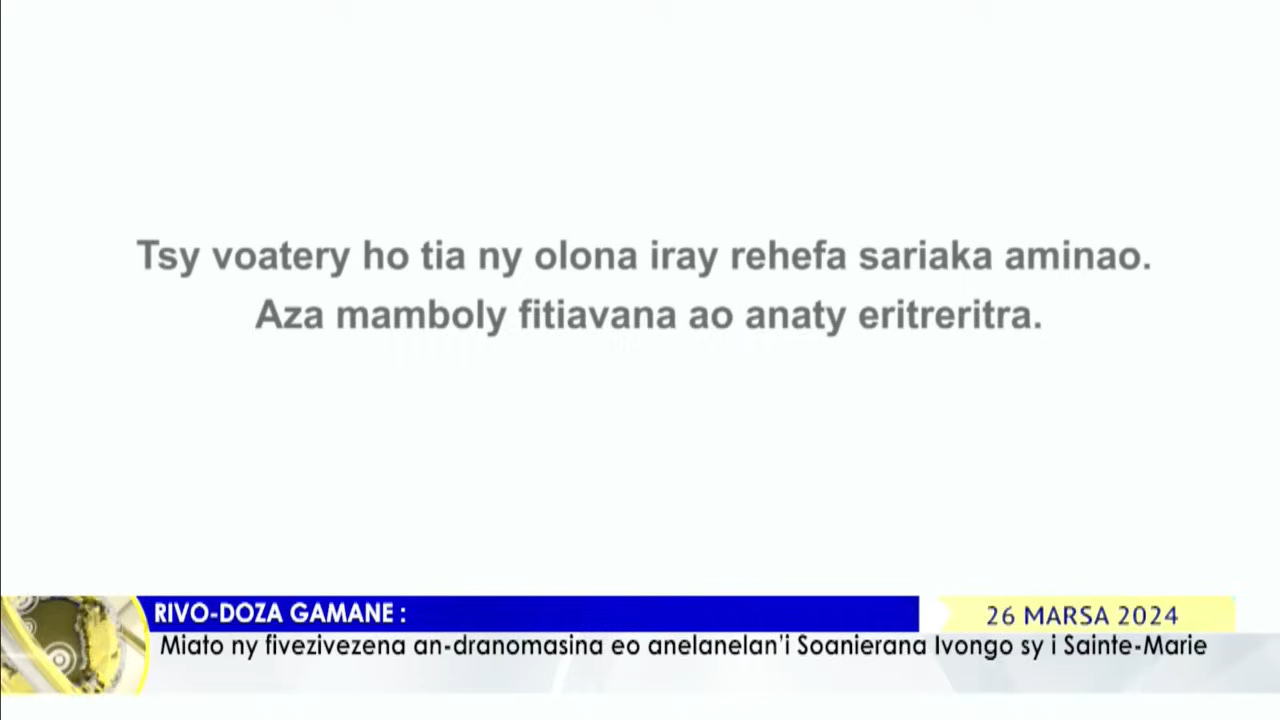 Tsy voatery ho tia ny olona iray rehefa sariaka aminao.
Aza mamboly fitiavana ao anaty eritreritra.
RIVO-DOZA GAMANE :
26 MARSA 2024
Miato ny fivezivezena an-dranomasina eo anelanelan'i Soanierana Ivongo sy i Sainte-Marie